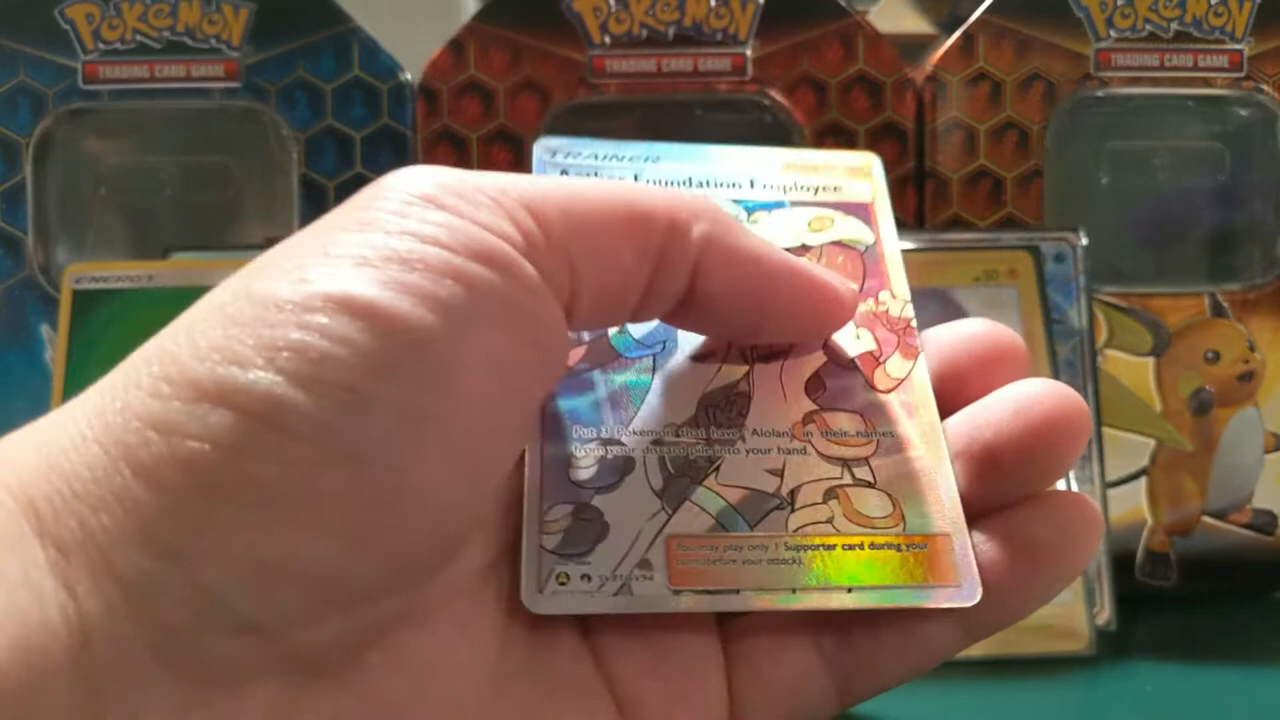 POKéMON
TRADING CARD GAME
POKéMON
TRADING CARD GAME
POKéMON
TRADING CARD GAME
TRAINER
Foundation Employee
ENERGY
50
Put 3 Pokémon that have "Alolan" in their names
from your discard pile into your hand.
You may play only 1 Supporter card during your
turn (before your attack).